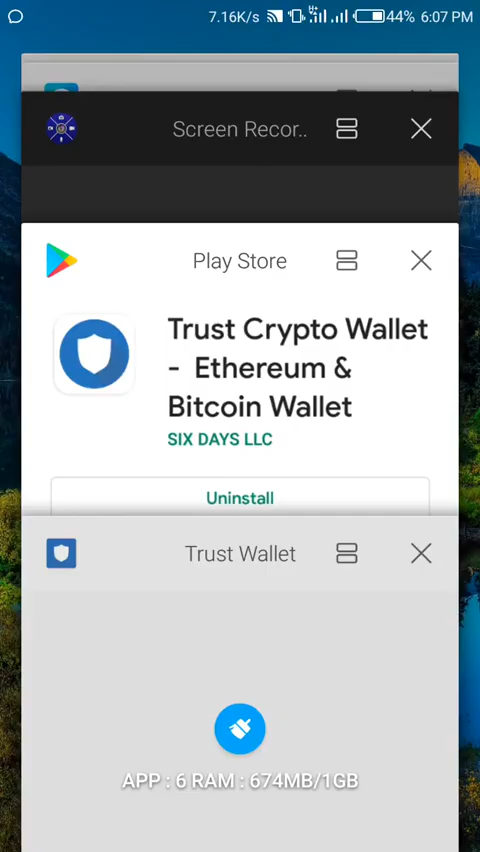 7.16K/s 44% 6:07 PM
Screen Recor..
Play Store
Trust Crypto Wallet
- Ethereum &
Bitcoin Wallet
SIX DAYS LLC
Uninstall
Trust Wallet
APP : 6 RAM : 674MB/1GB